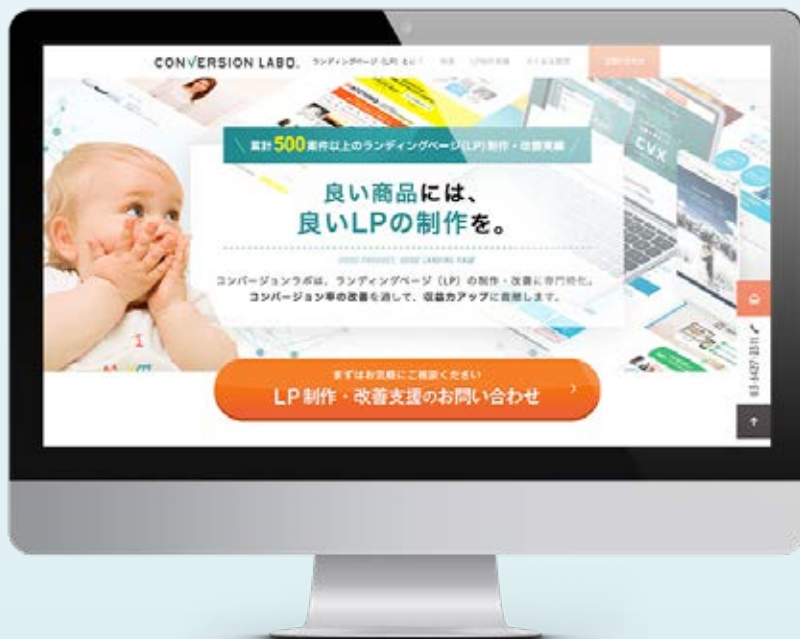 CONVERSION LABO.
ランディングページ (LP) とは？
累計500案件以上のランディングページ(LP)制作・改善実績
良い商品には、
良いLPの制作を。
GOOD PRODUCT, GOOD LANDING PAGE
コンバージョンラボは、ランディングページ（LP）の制作・改善に専門特化。
コンバージョン率の改善を通して、収益力アップに貢献します。
まずはお気軽にご相談ください
LP制作・改善支援のお問い合わせ
CVX